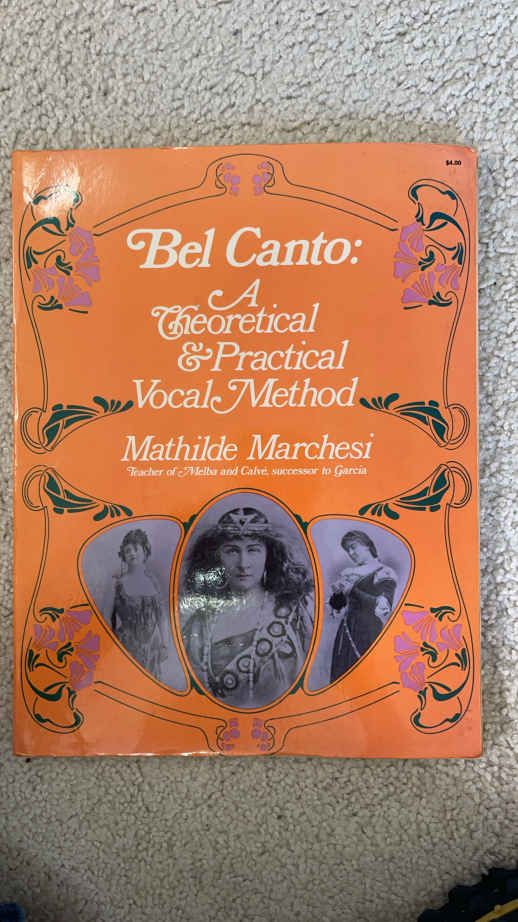 $4.00
Bel Canto:
A
Theoretical
& Practical
Vocal Method
Mathilde Marchesi
Teacher of Melba and Calvé, successor to Garcia